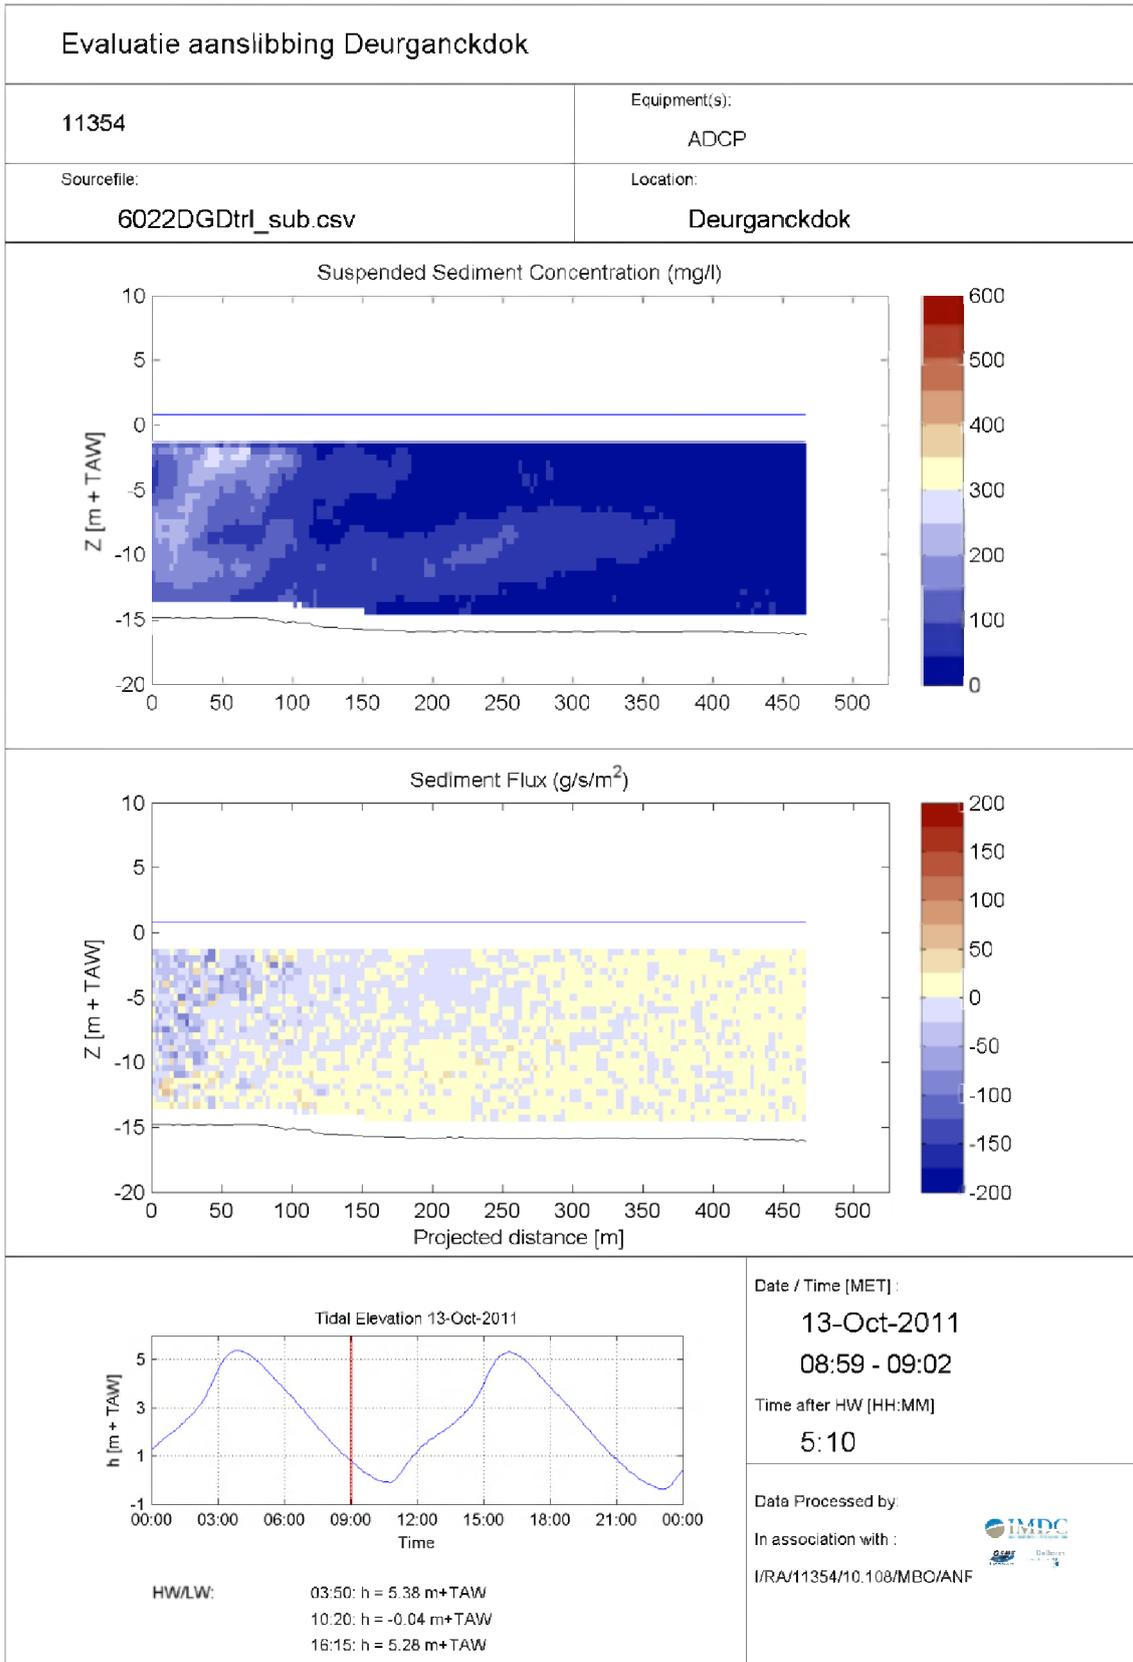 Evaluatie aanslibbing Deurganckdok
11354
Equipment(s):
ADCP
Sourcefile:
6022DGDtrl_sub.csv
Location:
Deurganckdok
Suspended Sediment Concentration (mg/l)
10
5
0
-5
-10
-15
-20
Z [m + TAW]
0 50 100 150 200 250 300 350 400 450 500
600
500
400
300
200
100
0
Sediment Flux (g/s/m²)
10
5
0
-5
-10
-15
-20
Z [m + TAW]
0 50 100 150 200 250 300 350 400 450 500
Projected distance [m]
200
150
100
50
0
-50
-100
-150
-200
Tidal Elevation 13-Oct-2011
5
3
1
-1
h [m + TAW]
00:00 03:00 06:00 09:00 12:00 15:00 18:00 21:00 00:00
Time
HW/LW:
03:50: h = 5.38 m+TAW
10:20: h = -0.04 m+TAW
16:15: h = 5.28 m+TAW
Date / Time [MET] :
13-Oct-2011
08:59 - 09:02
Time after HW [HH:MM]
5:10
Data Processed by:
IMDC
In association with :
I/RA/11354/10.108/MBO/ANF